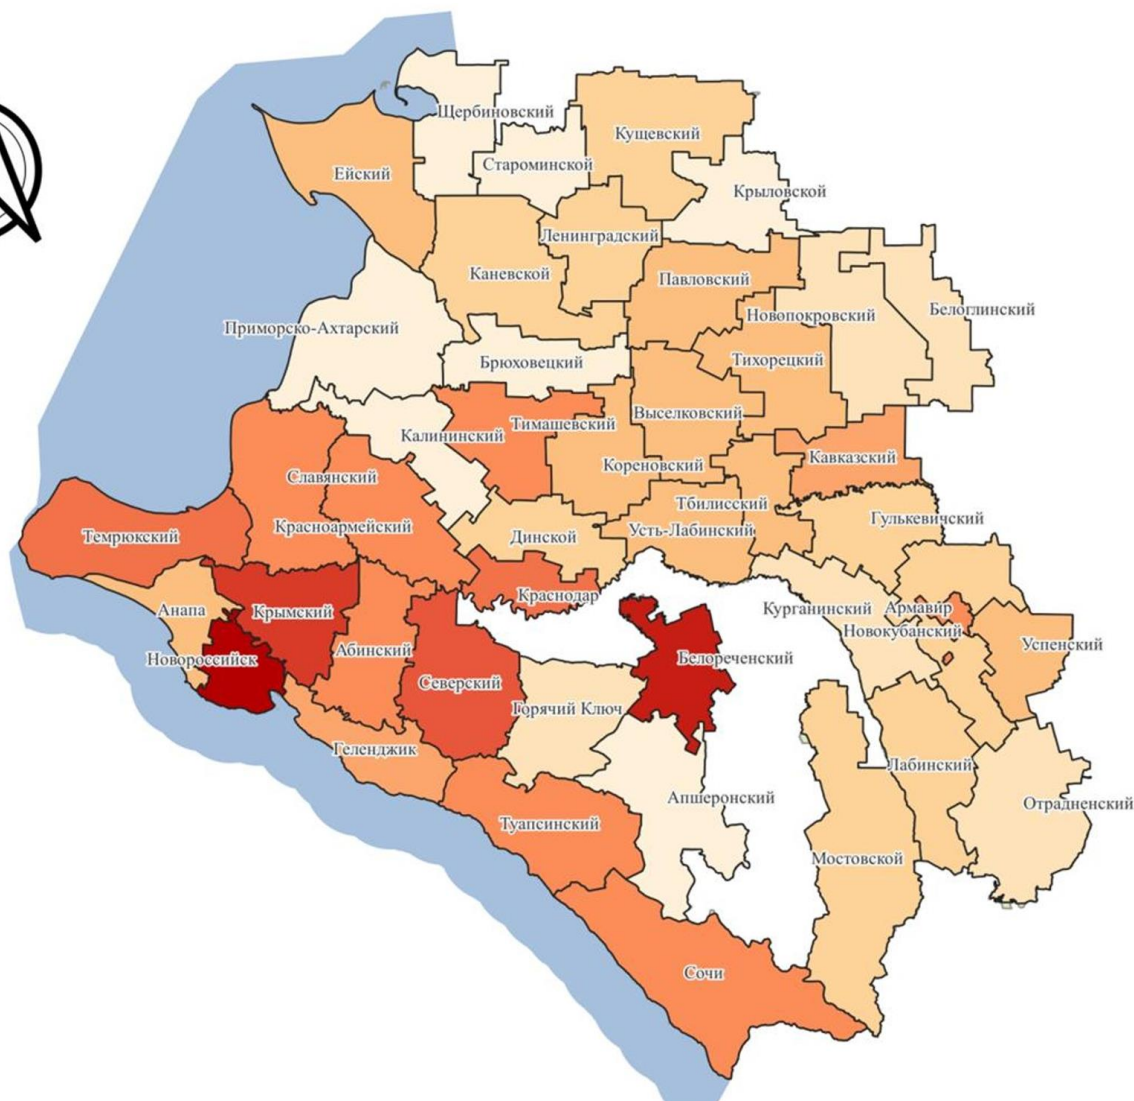 Щербиновский
Кущевский
Староминской
Ейский
Крыловской
Ленинградский
Каневской
Павловский
Новопокровский
Белоглинский
Приморско-Ахтарский
Брюховецкий
Тихорецкий
Выселковский
Тимашевский
Калининский
Кавказский
Кореновский
Славянский
Тбилисский
Гулькевичский
Красноармейский
Усть-Лабинский
Темрюкский
Динской
Краснодар
Анапа
Крымский
Курганинский
Армавир
Новокубанский
Успенский
Абинский
Новороссийск
Белореченский
Северский
Горячий Ключ
Геленджик
Лабинский
Апшеронский
Отрадненский
Туапсинский
Мостовской
Сочи